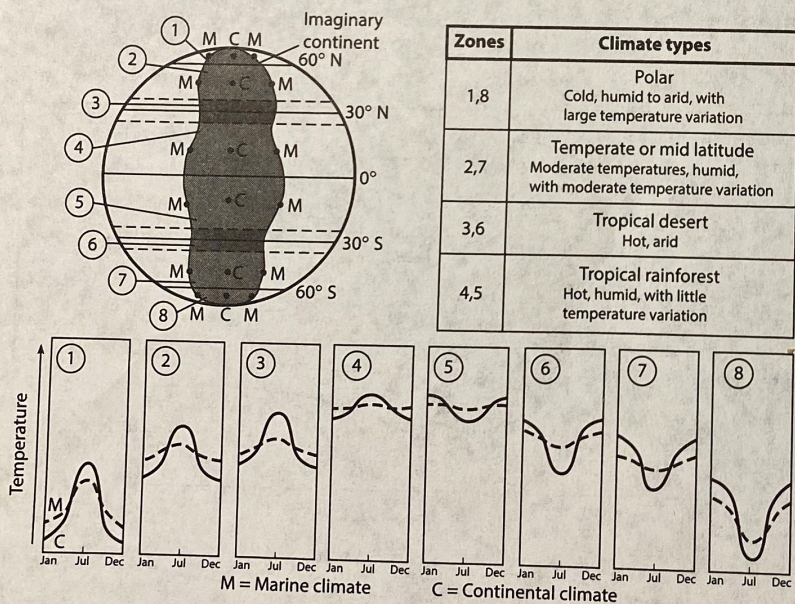 Imaginary
continent
1 M C M
2 60° N
M C M
3 30° N
4
M C M
0°
5 C
M M
6 30° S
M C M
7 60° S
8 M C M
Zones Climate types
1,8 Polar
Cold, humid to arid, with
large temperature variation
2,7 Temperate or mid latitude
Moderate temperatures, humid,
with moderate temperature variation
3,6 Tropical desert
Hot, arid
4,5 Tropical rainforest
Hot, humid, with little
temperature variation
Temperature
1 2 3 4 5 6 7 8
M
C
Jan Jul Dec Jan Jul Dec Jan Jul Dec Jan Jul Dec Jan Jul Dec Jan Jul Dec Jan Jul Dec Jan Jul Dec
M = Marine climate C = Continental climate